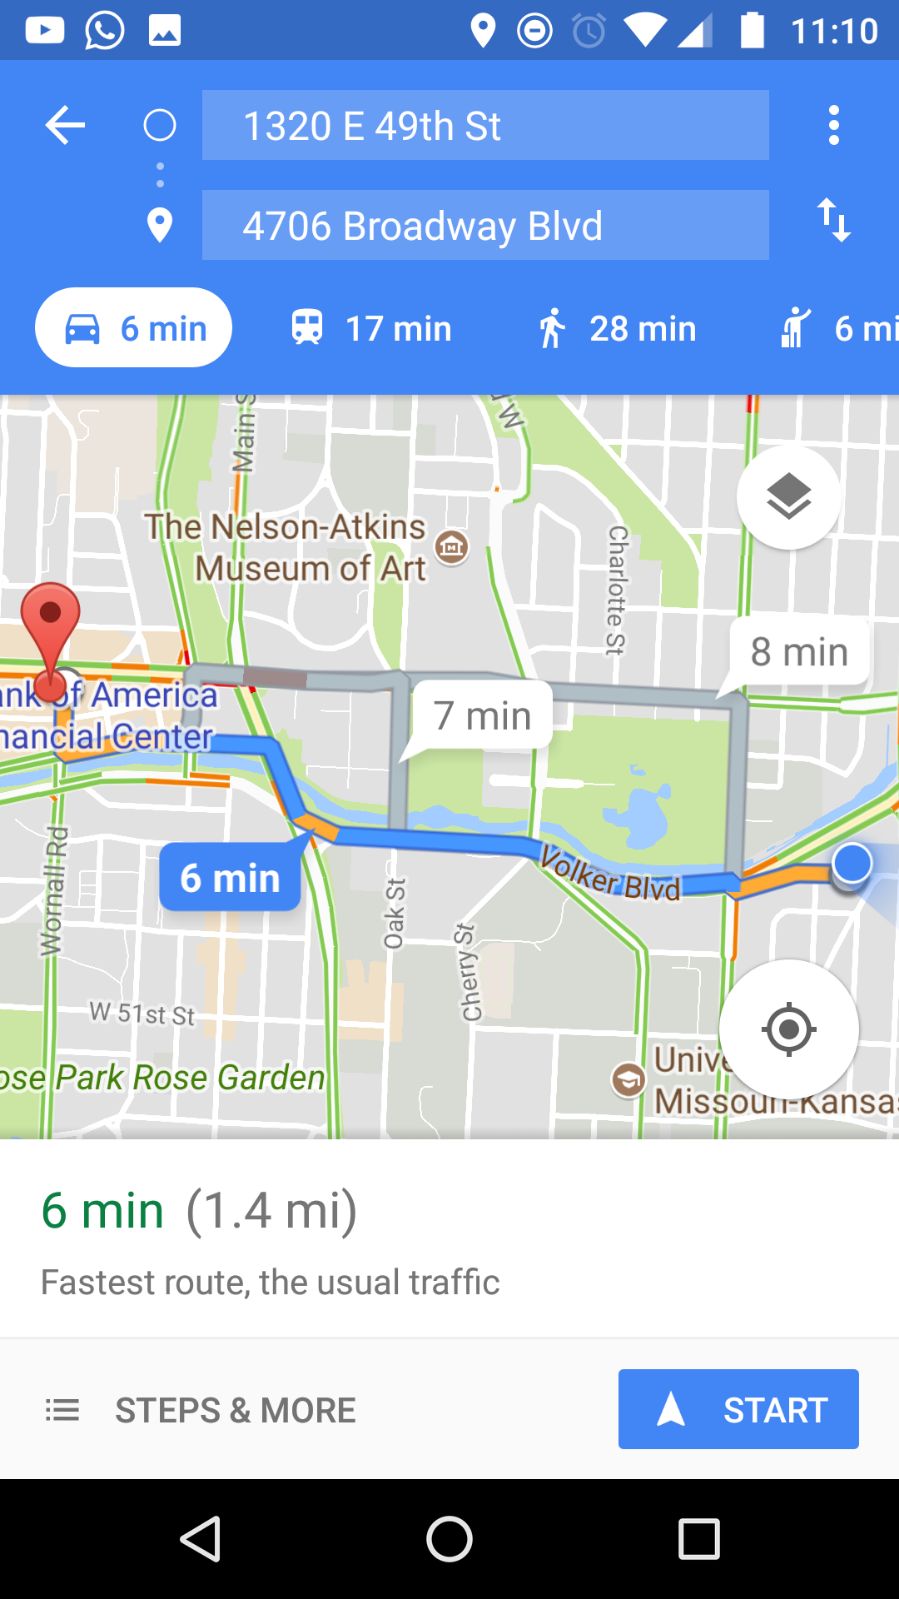 11:10
1320 E 49th St
4706 Broadway Blvd
6 min
17 min
28 min
6 mi
Main S
The Nelson-Atkins
Museum of Art
Charlotte St
8 min
ank of America
nancial Center
7 min
6 min
Volker Blvd
Wornall Rd
Oak St
Cherry St
W 51st St
ose Park Rose Garden
Unive
Missouri-Kansas
6 min (1.4 mi)
Fastest route, the usual traffic
STEPS & MORE
START